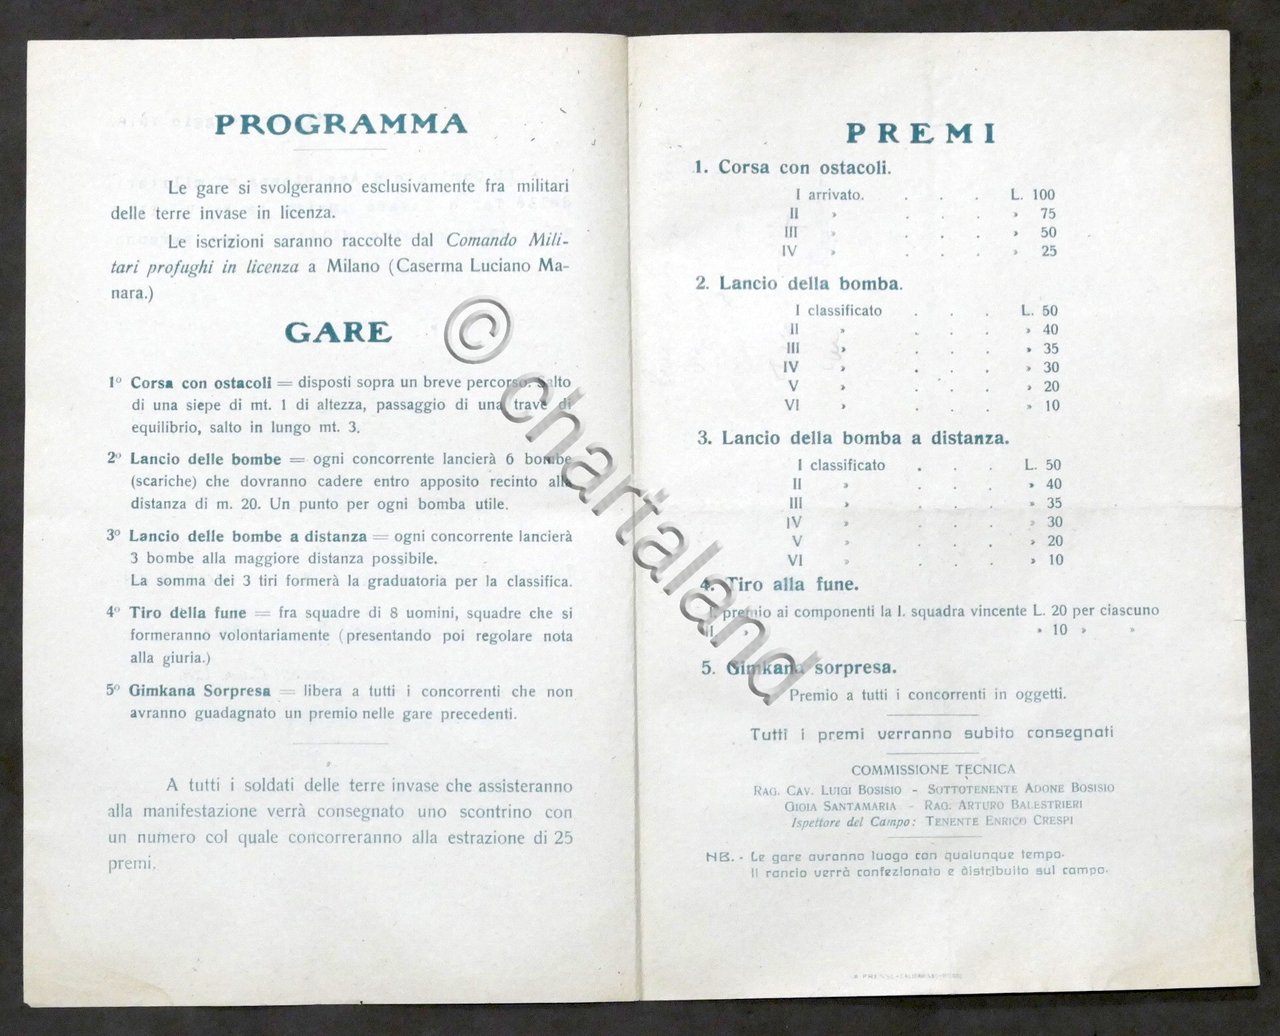 PROGRAMMA
Le gare si svolgeranno esclusivamente fra militari
delle terre invase in licenza.
Le iscrizioni saranno raccolte dal Comando Mili-
tari profughi in licenza a Milano (Caserma Luciano Ma-
nara.)
GARE
1º Corsa con ostacoli = disposti sopra un breve percorso, salto
di una siepe di mt. 1 di altezza, passaggio di una trave di
equilibrio, salto in lungo mt. 3.
2º Lancio delle bombe = ogni concorrente lancierà 6 bombe
(scariche) che dovranno cadere entro apposito recinto alla
distanza di m. 20. Un punto per ogni bomba utile.
3º Lancio delle bombe a distanza = ogni concorrente lancierà
3 bombe alla maggiore distanza possibile.
La somma dei 3 tiri formerà la graduatoria per la classifica.
4º Tiro della fune = fra squadre di 8 uomini, squadre che si
formeranno volontariamente (presentando poi regolare nota
alla giuria.)
5º Gimkana Sorpresa = libera a tutti i concorrenti che non
avranno guadagnato un premio nelle gare precedenti.
A tutti i soldati delle terre invase che assisteranno
alla manifestazione verrà consegnato uno scontrino con
un numero col quale concorreranno alla estrazione di 25
premi.
PREMI
1. Corsa con ostacoli.
I arrivato. . . . L. 100
II » . . . » 75
III » . . . » 50
IV » . . . » 25
2. Lancio della bomba.
I classificato . . . L. 50
II » . . . » 40
III » . . . » 35
IV » . . . » 30
V » . . . » 20
VI » . . . » 10
3. Lancio della bomba a distanza.
I classificato . . . L. 50
II » . . . » 40
III » . . . » 35
IV » . . . » 30
V » . . . » 20
VI » . . . » 10
4. Tiro alla fune.
I premio ai componenti la I. squadra vincente L. 20 per ciascuno
II » » 10 » »
5. Gimkana sorpresa.
Premio a tutti i concorrenti in oggetti.
Tutti i premi verranno subito consegnati
COMMISSIONE TECNICA
RAG. CAV. LUIGI BOSISIO - SOTTOTENENTE ADONE BOSISIO
GIOIA SANTAMARIA - RAG. ARTURO BALESTRIERI
Ispettore del Campo: TENENTE ENRICO CRESPI
NB. - Le gare avranno luogo con qualunque tempo.
Il rancio verrà confezionato e distribuito sul campo.
© chartaland